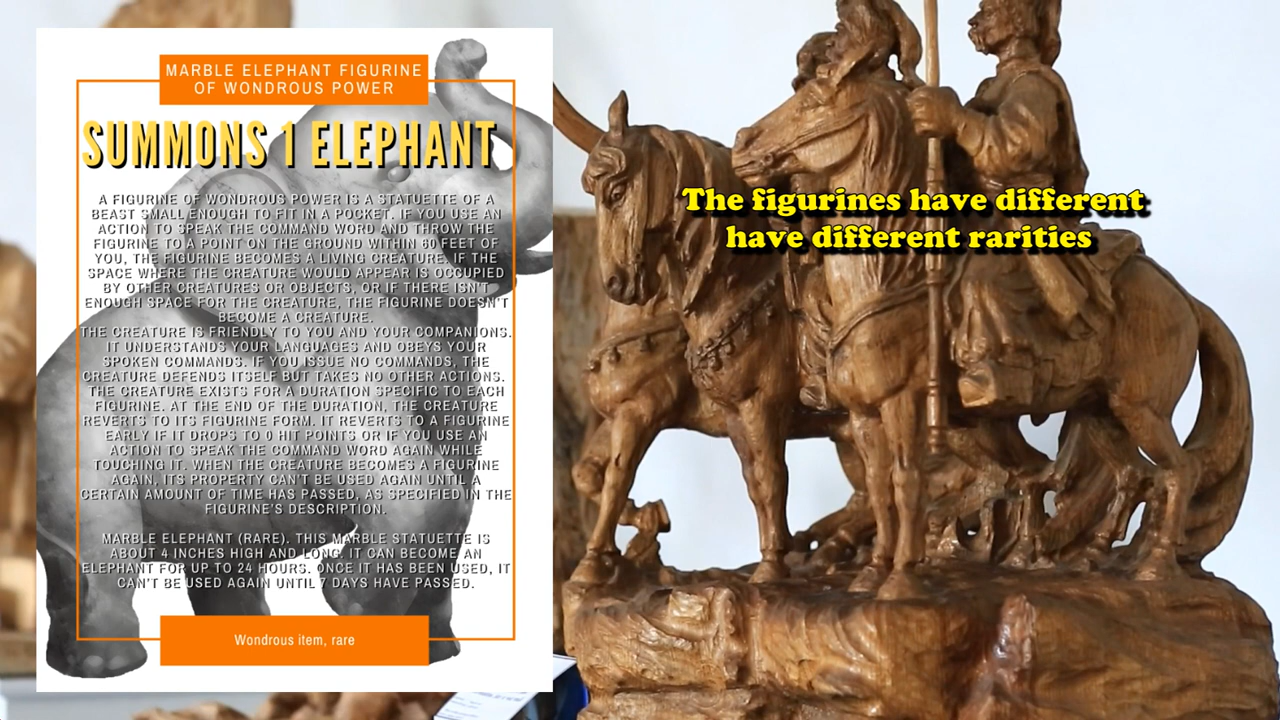 MARBLE ELEPHANT FIGURINE
OF WONDROUS POWER
SUMMONS 1 ELEPHANT
A FIGURINE OF WONDROUS POWER IS A STATUETTE OF A
BEAST SMALL ENOUGH TO FIT IN A POCKET. IF YOU USE AN
ACTION TO SPEAK THE COMMAND WORD AND THROW THE
FIGURINE TO A POINT ON THE GROUND WITHIN 60 FEET OF
YOU, THE FIGURINE BECOMES A LIVING CREATURE. IF THE
SPACE WHERE THE CREATURE WOULD APPEAR IS OCCUPIED
BY OTHER CREATURES OR OBJECTS, OR IF THERE ISN'T
ENOUGH SPACE FOR THE CREATURE, THE FIGURINE DOESN'T
BECOME A CREATURE.
THE CREATURE IS FRIENDLY TO YOU AND YOUR COMPANIONS.
IT UNDERSTANDS YOUR LANGUAGES AND OBEYS YOUR
SPOKEN COMMANDS. IF YOU ISSUE NO COMMANDS, THE
CREATURE DEFENDS ITSELF BUT TAKES NO OTHER ACTIONS.
THE CREATURE EXISTS FOR A DURATION SPECIFIC TO EACH
FIGURINE. AT THE END OF THE DURATION, THE CREATURE
REVERTS TO ITS FIGURINE FORM. IT REVERTS TO A FIGURINE
EARLY IF IT DROPS TO 0 HIT POINTS OR IF YOU USE AN
ACTION TO SPEAK THE COMMAND WORD AGAIN WHILE
TOUCHING IT. WHEN THE CREATURE BECOMES A FIGURINE
AGAIN, ITS PROPERTY CAN'T BE USED AGAIN UNTIL A
CERTAIN AMOUNT OF TIME HAS PASSED, AS SPECIFIED IN THE
FIGURINE'S DESCRIPTION.
MARBLE ELEPHANT (RARE). THIS MARBLE STATUETTE IS
ABOUT 4 INCHES HIGH AND LONG. IT CAN BECOME AN
ELEPHANT FOR UP TO 24 HOURS. ONCE IT HAS BEEN USED, IT
CAN'T BE USED AGAIN UNTIL 7 DAYS HAVE PASSED.
Wondrous item, rare
The figurines have different
have different rarities